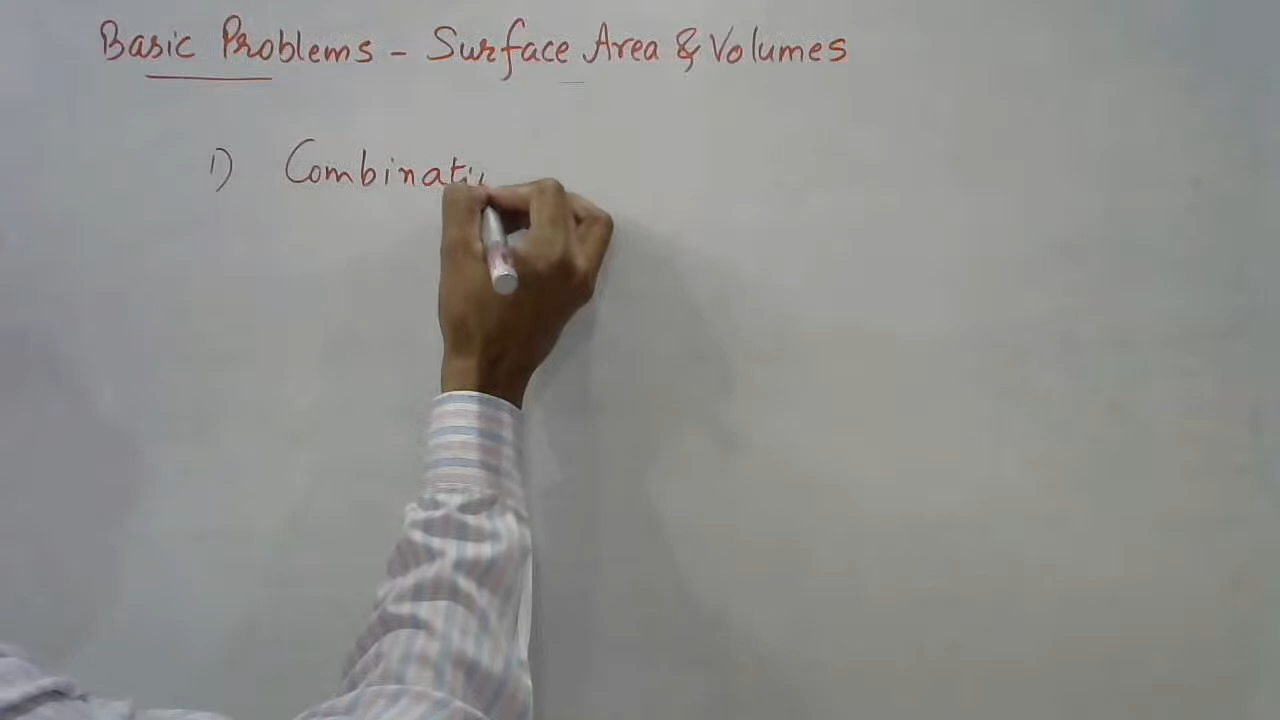 Basic Problems - Surface Area & Volumes
1) Combinati